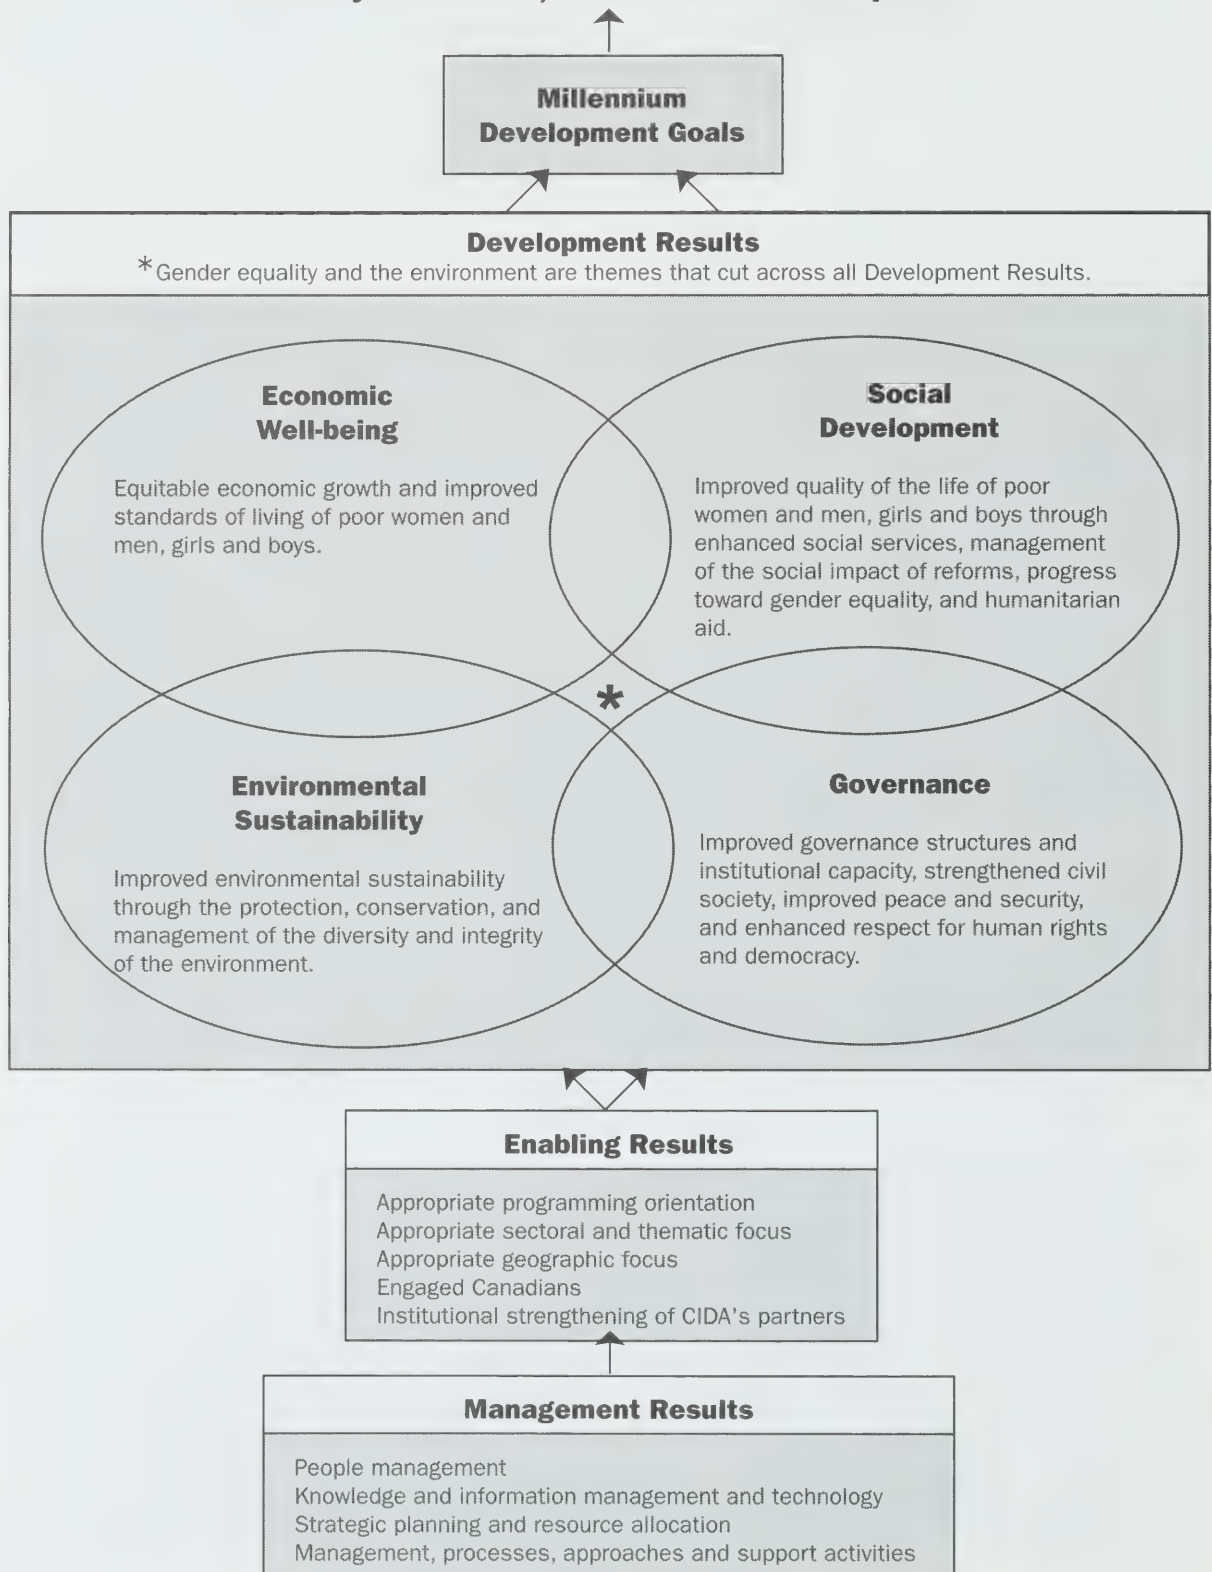 Millennium
Development Goals
Development Results
*Gender equality and the environment are themes that cut across all Development Results.
Economic
Well-being
Equitable economic growth and improved
standards of living of poor women and
men, girls and boys.
Social
Development
Improved quality of the life of poor
women and men, girls and boys through
enhanced social services, management
of the social impact of reforms, progress
toward gender equality, and humanitarian
aid.
*
Environmental
Sustainability
Improved environmental sustainability
through the protection, conservation, and
management of the diversity and integrity
of the environment.
Governance
Improved governance structures and
institutional capacity, strengthened civil
society, improved peace and security,
and enhanced respect for human rights
and democracy.
Enabling Results
Appropriate programming orientation
Appropriate sectoral and thematic focus
Appropriate geographic focus
Engaged Canadians
Institutional strengthening of CIDA's partners
Management Results
People management
Knowledge and information management and technology
Strategic planning and resource allocation
Management, processes, approaches and support activities